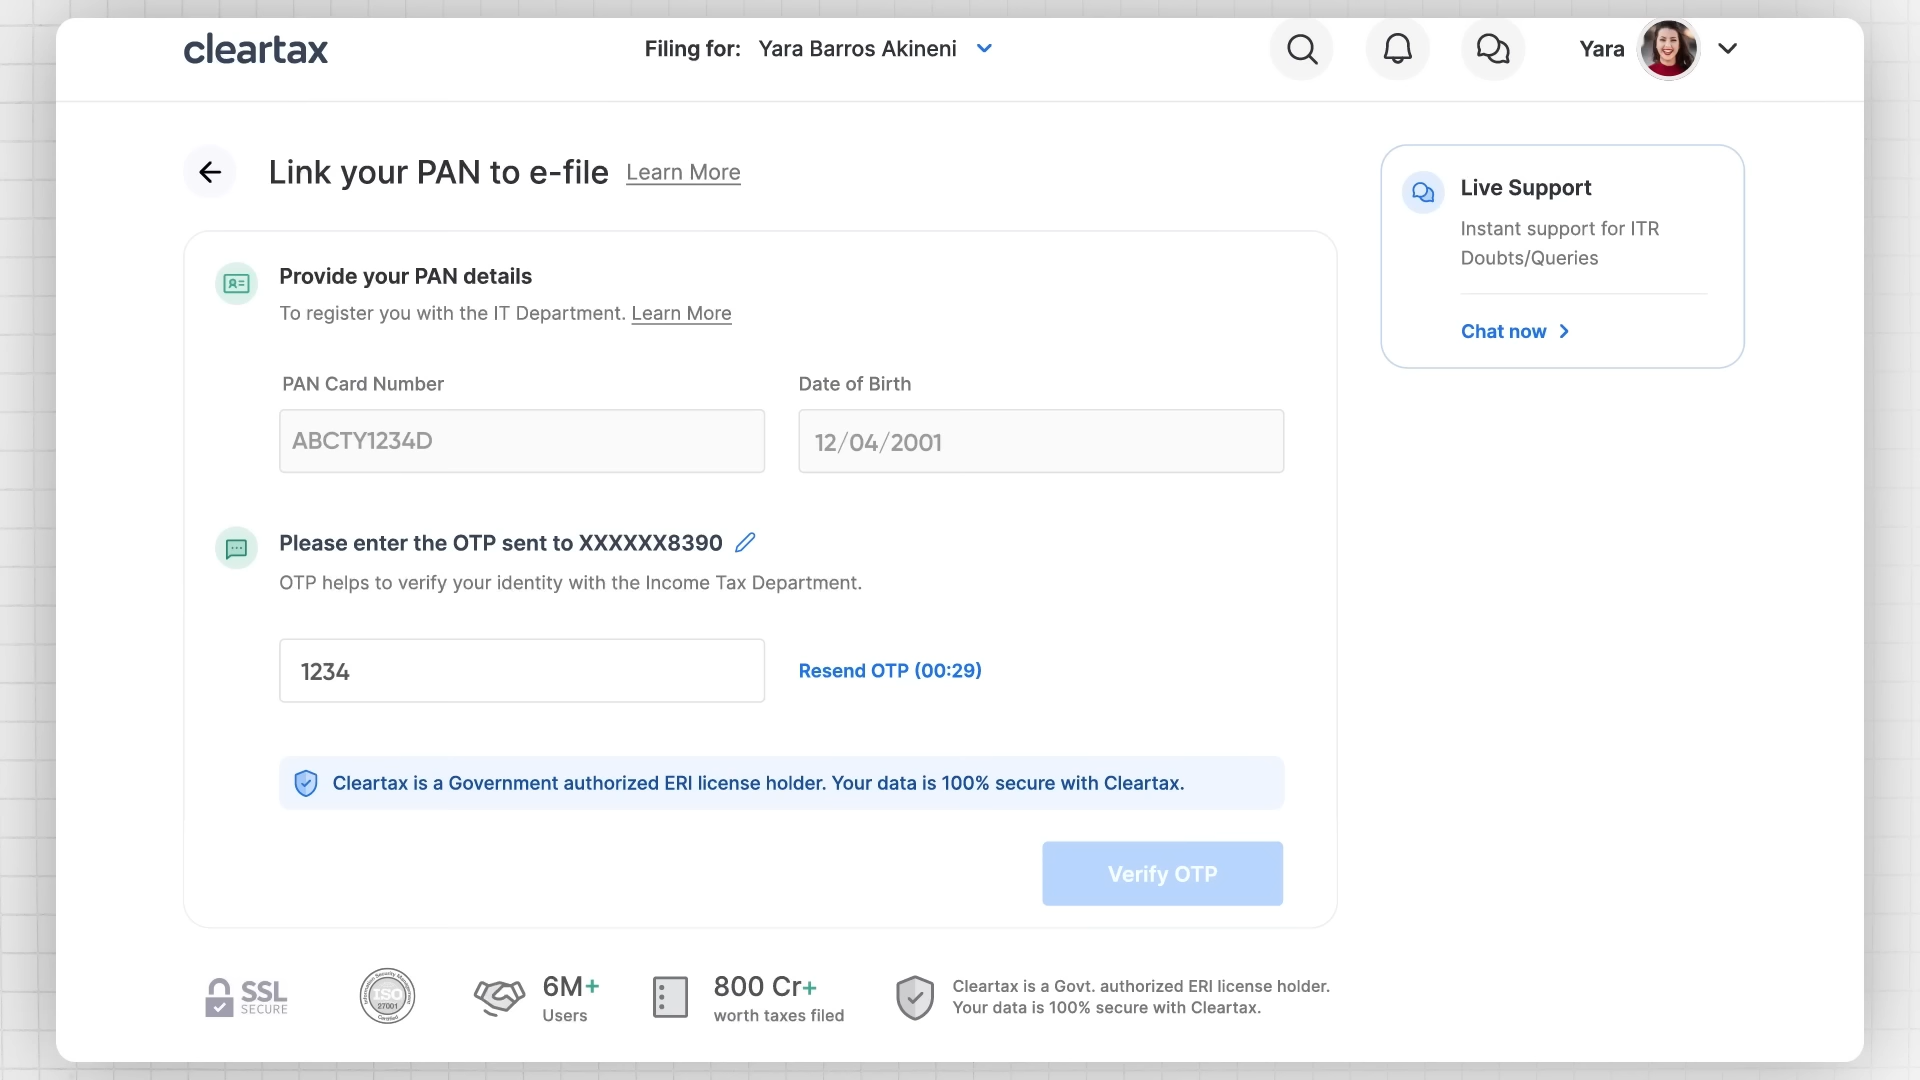 cleartax
Filing for: Yara Barros Akineni
Yara
Link your PAN to e-file Learn More
Provide your PAN details
To register you with the IT Department. Learn More
PAN Card Number
Date of Birth
ABCTY1234D
12/04/2001
Please enter the OTP sent to XXXXXX8390
OTP helps to verify your identity with the Income Tax Department.
1234
Resend OTP (00:29)
Cleartax is a Government authorized ERI license holder. Your data is 100% secure with Cleartax.
Verify OTP
Live Support
Instant support for ITR
Doubts/Queries
Chat now
SSL
SECURE
Information Security Management
ISO
27001
Certified
6M+
Users
800 Cr+
worth taxes filed
Cleartax is a Govt. authorized ERI license holder.
Your data is 100% secure with Cleartax.